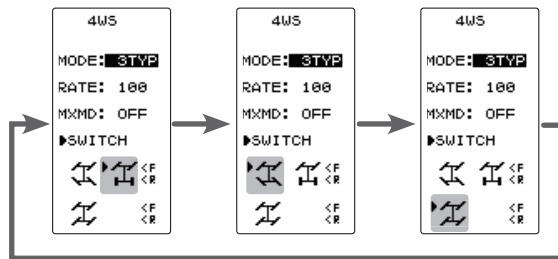 4WS
MODE: 3TYP
RATE: 100
MXMD: OFF
▶SWITCH
<F
<R
<F
<R
4WS
MODE: 3TYP
RATE: 100
MXMD: OFF
▶SWITCH
<F
<R
<F
<R
4WS
MODE: 3TYP
RATE: 100
MXMD: OFF
▶SWITCH
<F
<R
<F
<R